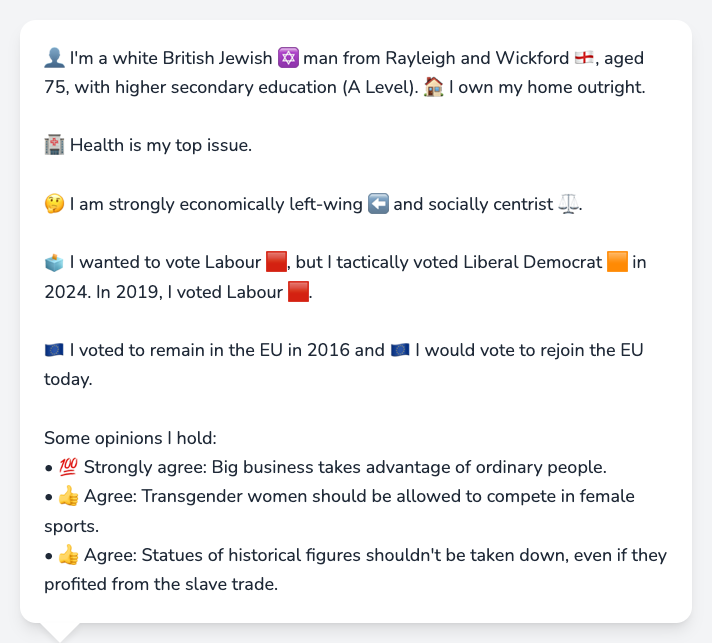 👤 I'm a white British Jewish 🔯 man from Rayleigh and Wickford 🏴󠁧󠁢󠁥󠁮󠁧󠁿, aged
75, with higher secondary education (A Level). 🏠 I own my home outright.
🏥 Health is my top issue.
🤔 I am strongly economically left-wing ⬅️ and socially centrist ⚖️.
🗳️ I wanted to vote Labour 🟥, but I tactically voted Liberal Democrat 🟧 in
2024. In 2019, I voted Labour 🟥.
🇪🇺 I voted to remain in the EU in 2016 and 🇪🇺 I would vote to rejoin the EU
today.
Some opinions I hold:
• 💯 Strongly agree: Big business takes advantage of ordinary people.
• 👍 Agree: Transgender women should be allowed to compete in female
sports.
• 👍 Agree: Statues of historical figures shouldn't be taken down, even if they
profited from the slave trade.